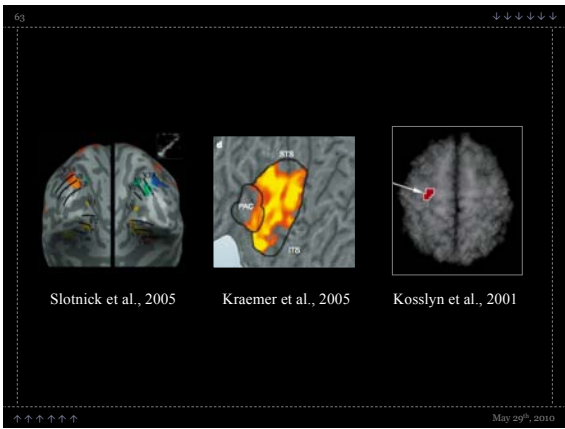 63
↓↓↓↓↓↓
d
STS
PAC
ITS
Slotnick et al., 2005
Kraemer et al., 2005
Kosslyn et al., 2001
↑↑↑↑↑↑
May 29th, 2010